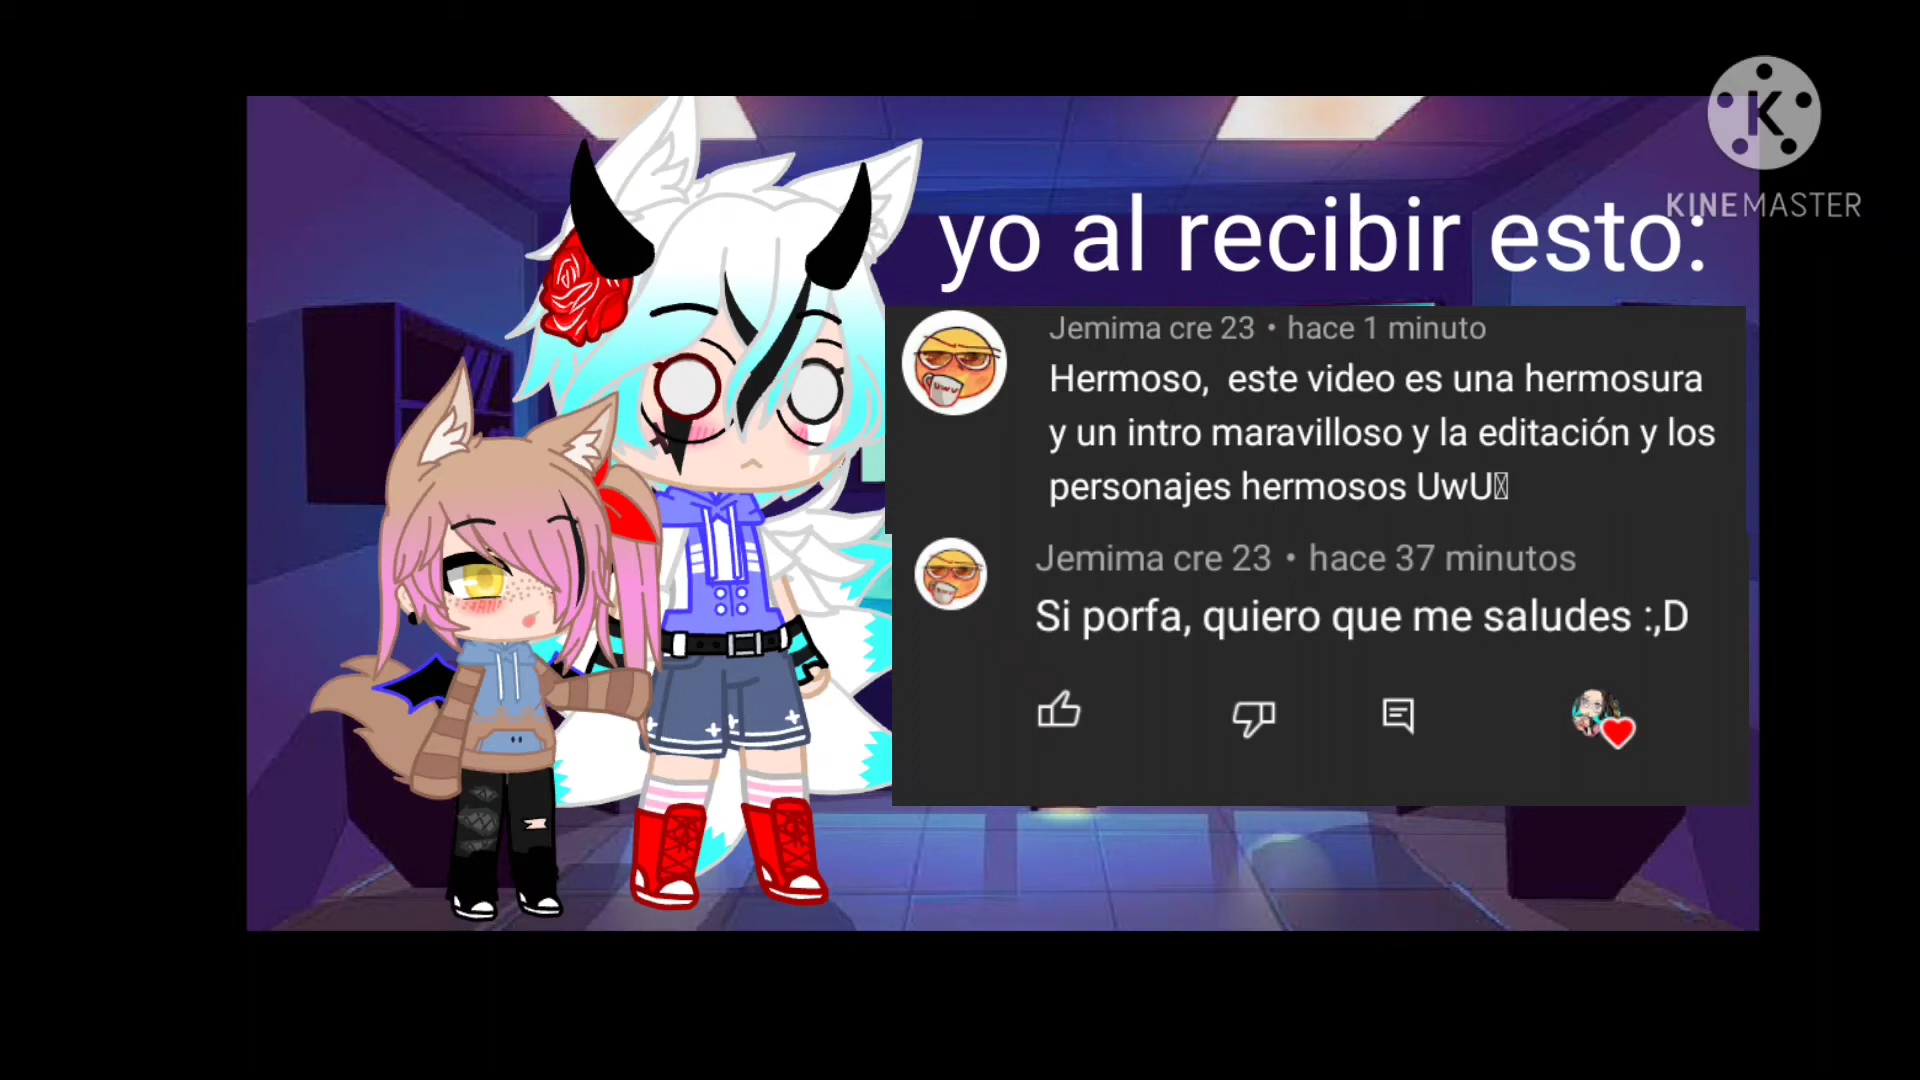 K
KINEMASTER
yo al recibir esto:
Jemima cre 23 • hace 1 minuto
Hermoso, este video es una hermosura
y un intro maravilloso y la editación y los
personajes hermosos UwU
Jemima cre 23 • hace 37 minutos
Si porfa, quiero que me saludes :,D